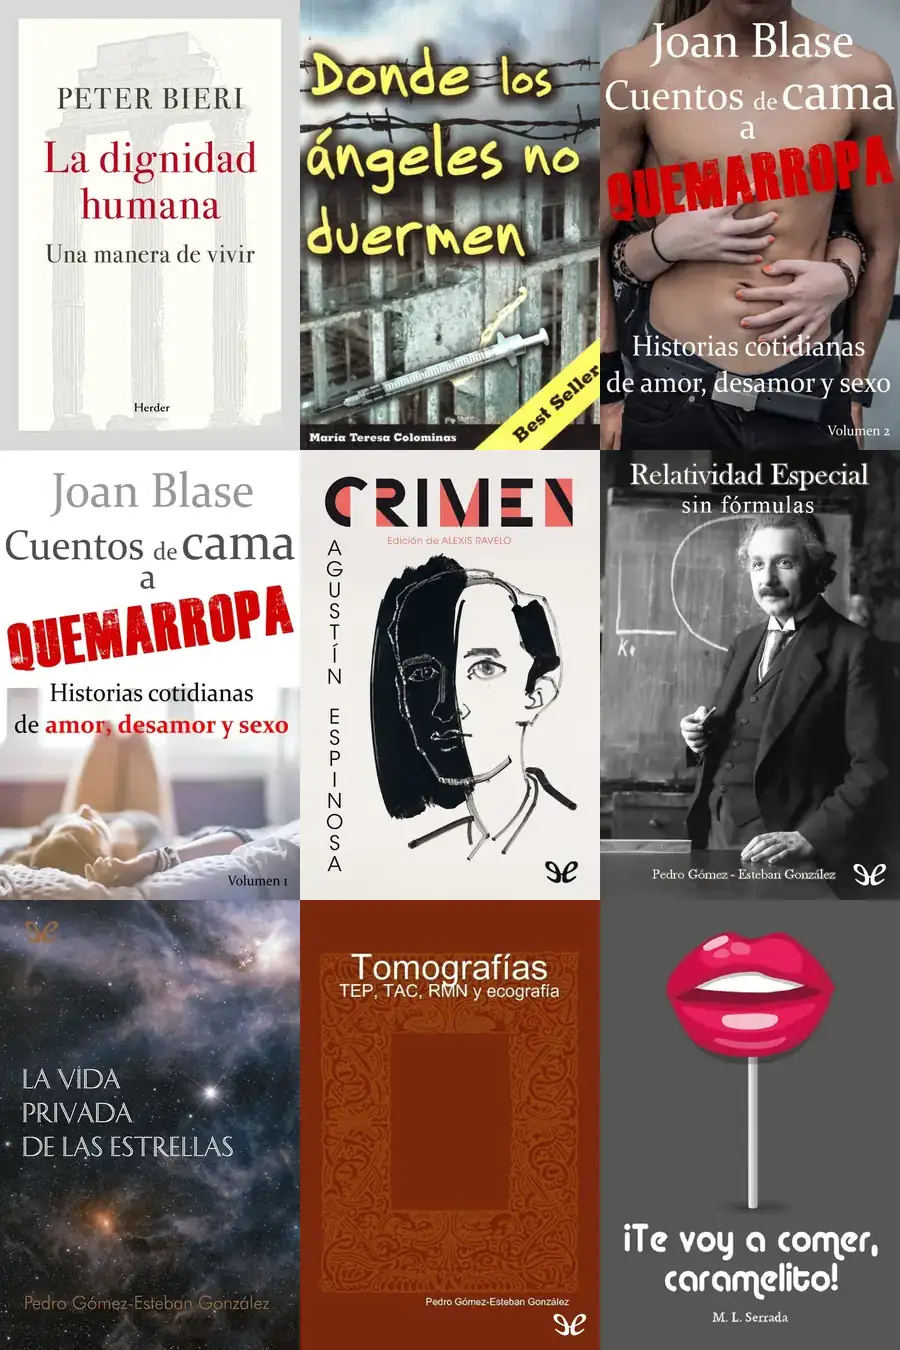 PETER BIERI
La dignidad
humana
Una manera de vivir
Herder
Donde los
ángeles no
duermen
Best Seller
María Teresa Colominas
Joan Blase
Cuentos de cama
a
QUEMARROPA
Historias cotidianas
de amor, desamor y sexo
Volumen 2
Joan Blase
Cuentos de cama
a
QUEMARROPA
Historias cotidianas
de amor, desamor y sexo
Volumen 1
CRIMEN
Edición de ALEXIS RAVELO
AGUSTÍN ESPINOSA
Relatividad Especial
sin fórmulas
Pedro Gómez - Esteban González
LA VIDA
PRIVADA
DE LAS ESTRELLAS
Pedro Gómez-Esteban González
Tomografías
TEP, TAC, RMN y ecografía
Pedro Gómez-Esteban González
¡Te voy a comer,
caramelito!
M. L. Serrada